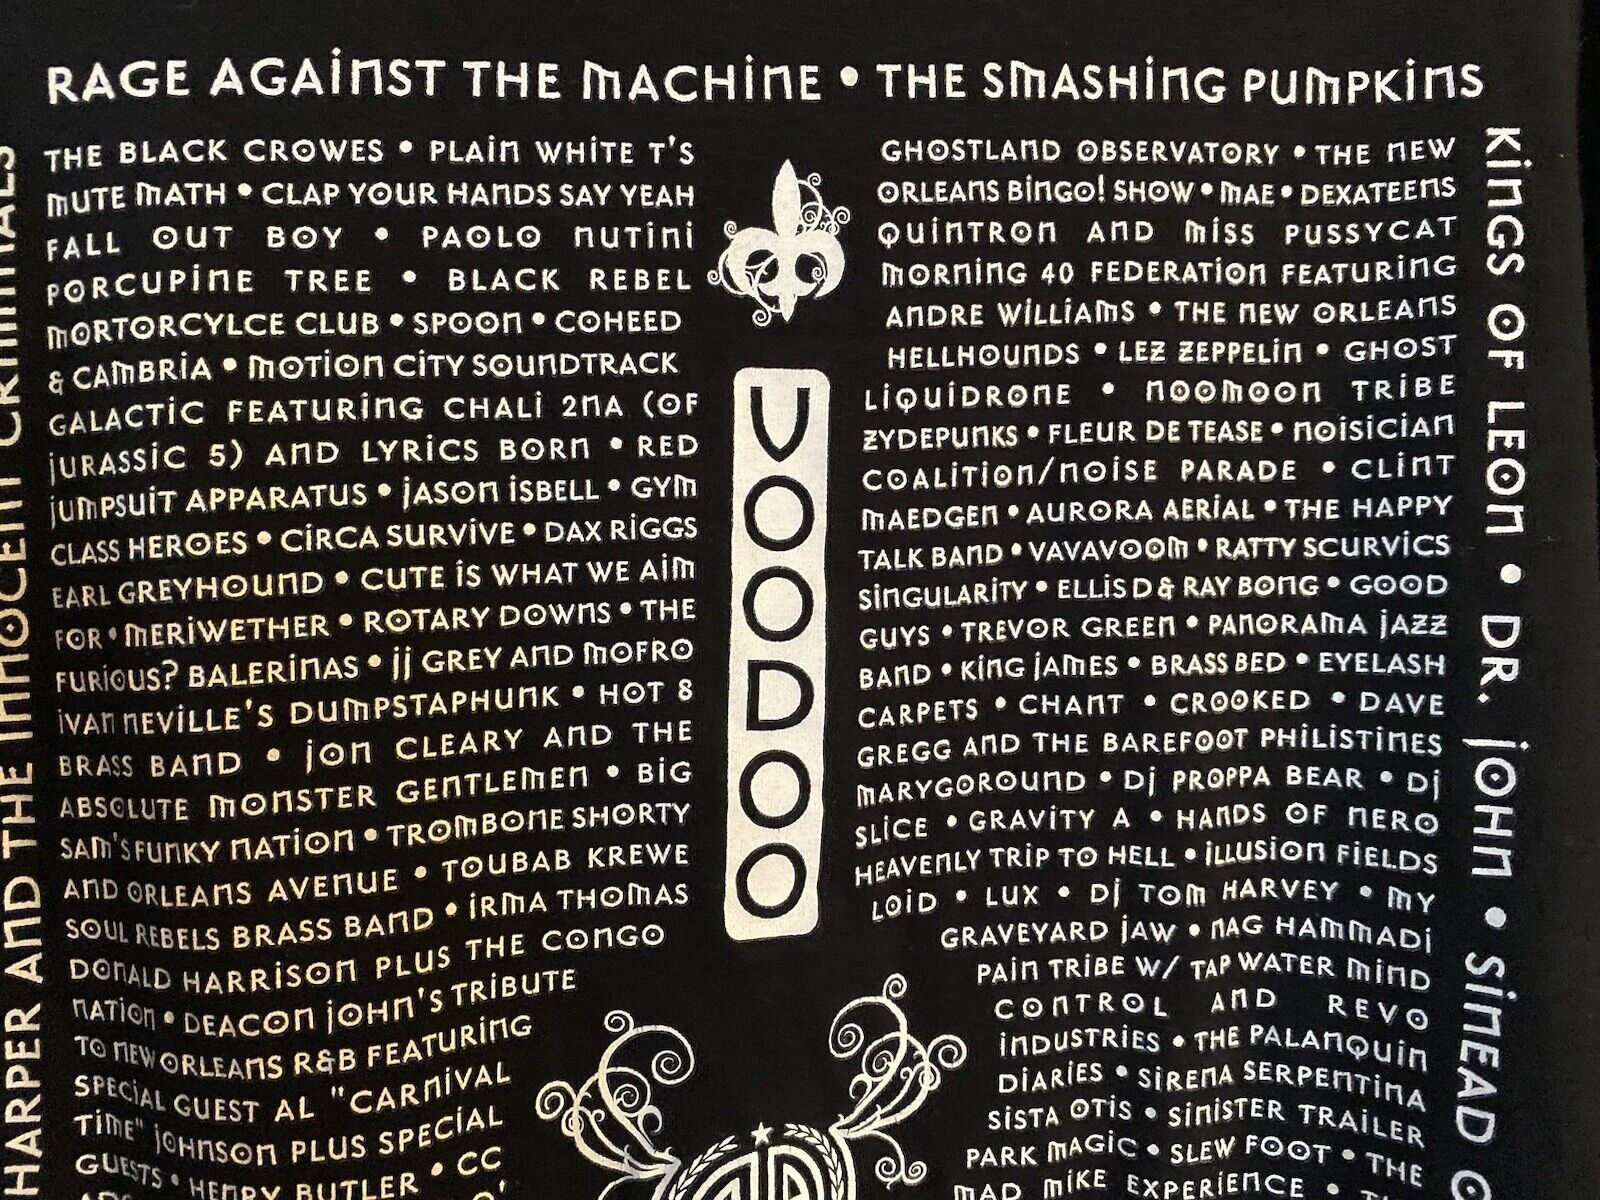 RAGE AGAINST THE MACHINE • THE SMASHING PUMPKINS
THE BLACK CROWES • PLAIN WHITE T'S
MUTE MATH • CLAP YOUR HANDS SAY YEAH
FALL OUT BOY • PAOLO NUTINI
PORCUPINE TREE • BLACK REBEL
MORTORCYLCE CLUB • SPOON • COHEED
& CAMBRIA • MOTION CITY SOUNDTRACK
GALACTIC FEATURING CHALI 2NA (OF
JURASSIC 5) AND LYRICS BORN • RED
JUMPSUIT APPARATUS • JASON ISBELL • GYM
CLASS HEROES • CIRCA SURVIVE • DAX RIGGS
EARL GREYHOUND • CUTE IS WHAT WE AIM
FOR • MERIWETHER • ROTARY DOWNS • THE
FURIOUS? BALERINAS • JJ GREY AND MOFRO
IVAN NEVILLE'S DUMPSTAPHUNK • HOT 8
BRASS BAND • JON CLEARY AND THE
ABSOLUTE MONSTER GENTLEMEN • BIG
SAM'S FUNKY NATION • TROMBONE SHORTY
AND ORLEANS AVENUE • TOUBAB KREWE
SOUL REBELS BRASS BAND • IRMA THOMAS
DONALD HARRISON PLUS THE CONGO
NATION • DEACON JOHN'S TRIBUTE
TO NEW ORLEANS R&B FEATURING
SPECIAL GUEST AL "CARNIVAL
TIME" JOHNSON PLUS SPECIAL
GUESTS • HENRY BUTLER • CC
VOODOO
GHOSTLAND OBSERVATORY • THE NEW
ORLEANS BINGO! SHOW • MAE • DEXATEENS
QUINTRON AND MISS PUSSYCAT
MORNING 40 FEDERATION FEATURING
ANDRE WILLIAMS • THE NEW ORLEANS
HELLHOUNDS • LEZ ZEPPELIN • GHOST
LIQUIDRONE • NOOMOON TRIBE
ZYDEPUNKS • FLEUR DE TEASE • NOISICIAN
COALITION/NOISE PARADE • CLINT
MAEDGEN • AURORA AERIAL • THE HAPPY
TALK BAND • VAVAVOOM • RATTY SCURVICS
SINGULARITY • ELLIS D & RAY BONG • GOOD
GUYS • TREVOR GREEN • PANORAMA JAZZ
BAND • KING JAMES • BRASS BED • EYELASH
CARPETS • CHANT • CROOKED • DAVE
GREGG AND THE BAREFOOT PHILISTINES
MARYGOROUND • DJ PROPPA BEAR • DJ
SLICE • GRAVITY A • HANDS OF NERO
HEAVENLY TRIP TO HELL • ILLUSION FIELDS
LOID • LUX • DJ TOM HARVEY • MY
GRAVEYARD JAW • NAG HAMMADI
PAIN TRIBE W/ TAP WATER MIND
CONTROL AND REVO
INDUSTRIES • THE PALANQUIN
DIARIES • SIRENA SERPENTINA
SISTA OTIS • SINISTER TRAILER
PARK MAGIC • SLEW FOOT • THE
MAD MIKE EXPERIENCE •
KINGS OF LEON • DR. JOHN • SINEAD
HARPER AND THE INNOCENT CRIMINALS